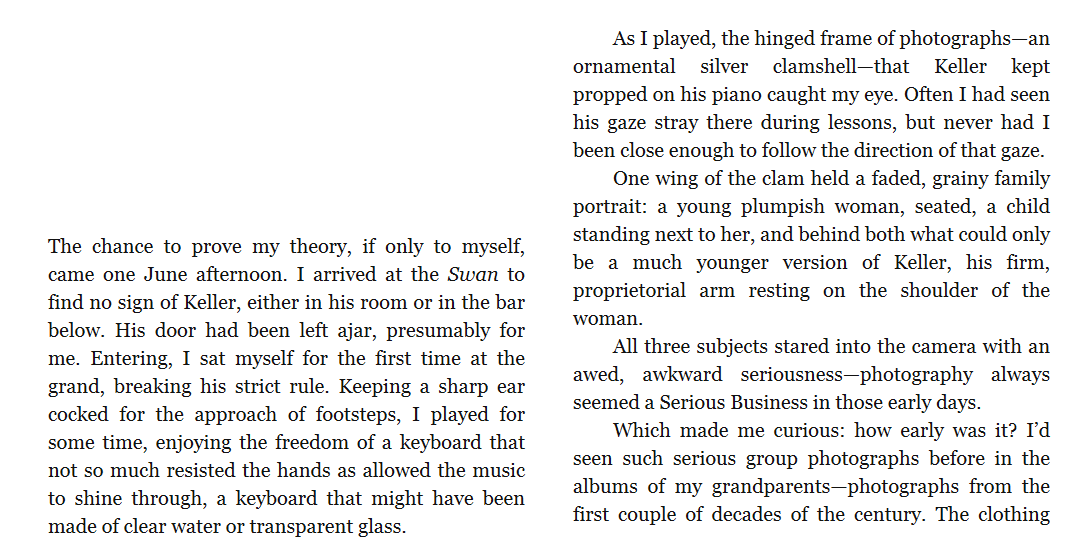 The chance to prove my theory, if only to myself,
came one June afternoon. I arrived at the Swan to
find no sign of Keller, either in his room or in the bar
below. His door had been left ajar, presumably for
me. Entering, I sat myself for the first time at the
grand, breaking his strict rule. Keeping a sharp ear
cocked for the approach of footsteps, I played for
some time, enjoying the freedom of a keyboard that
not so much resisted the hands as allowed the music
to shine through, a keyboard that might have been
made of clear water or transparent glass.
As I played, the hinged frame of photographs—an
ornamental silver clamshell—that Keller kept
propped on his piano caught my eye. Often I had seen
his gaze stray there during lessons, but never had I
been close enough to follow the direction of that gaze.
One wing of the clam held a faded, grainy family
portrait: a young plumpish woman, seated, a child
standing next to her, and behind both what could only
be a much younger version of Keller, his firm,
proprietorial arm resting on the shoulder of the
woman.
All three subjects stared into the camera with an
awed, awkward seriousness—photography always
seemed a Serious Business in those early days.
Which made me curious: how early was it? I’d
seen such serious group photographs before in the
albums of my grandparents—photographs from the
first couple of decades of the century. The clothing